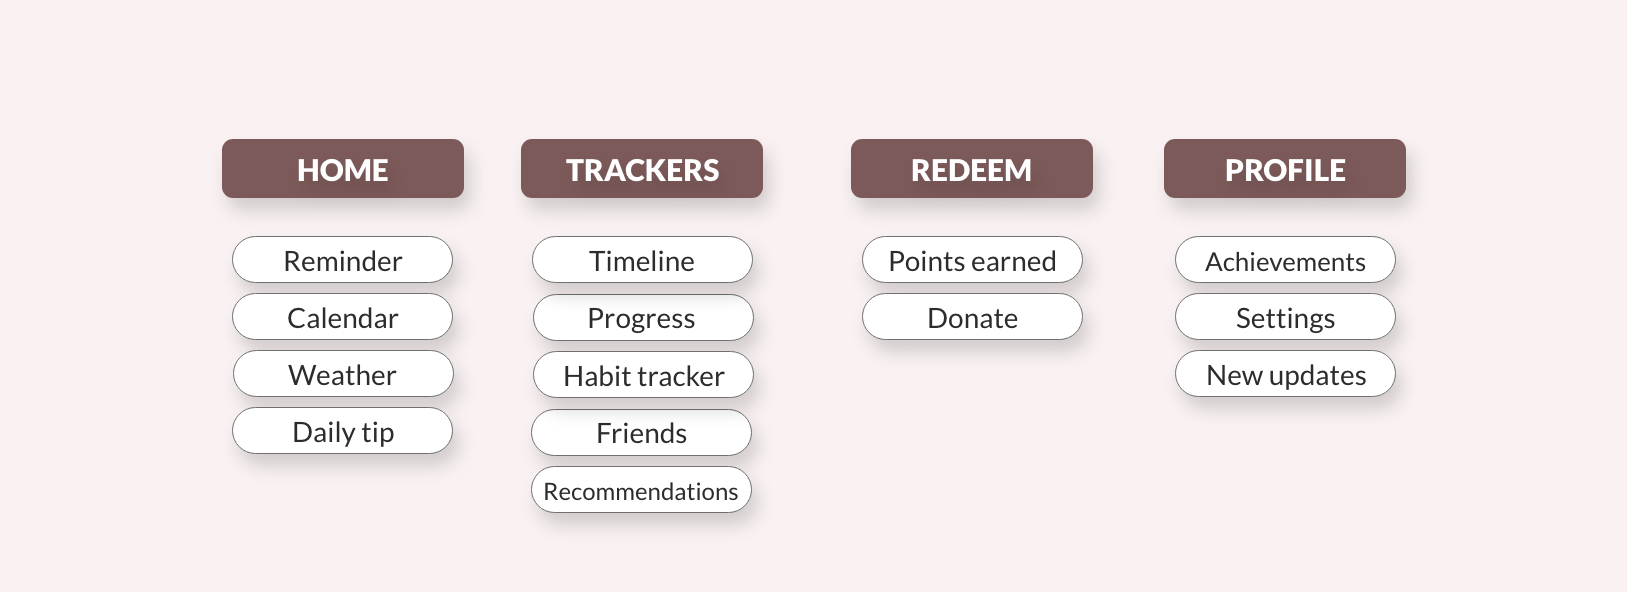 HOME
Reminder
Calendar
Weather
Daily tip
TRACKERS
Timeline
Progress
Habit tracker
Friends
Recommendations
REDEEM
Points earned
Donate
PROFILE
Achievements
Settings
New updates